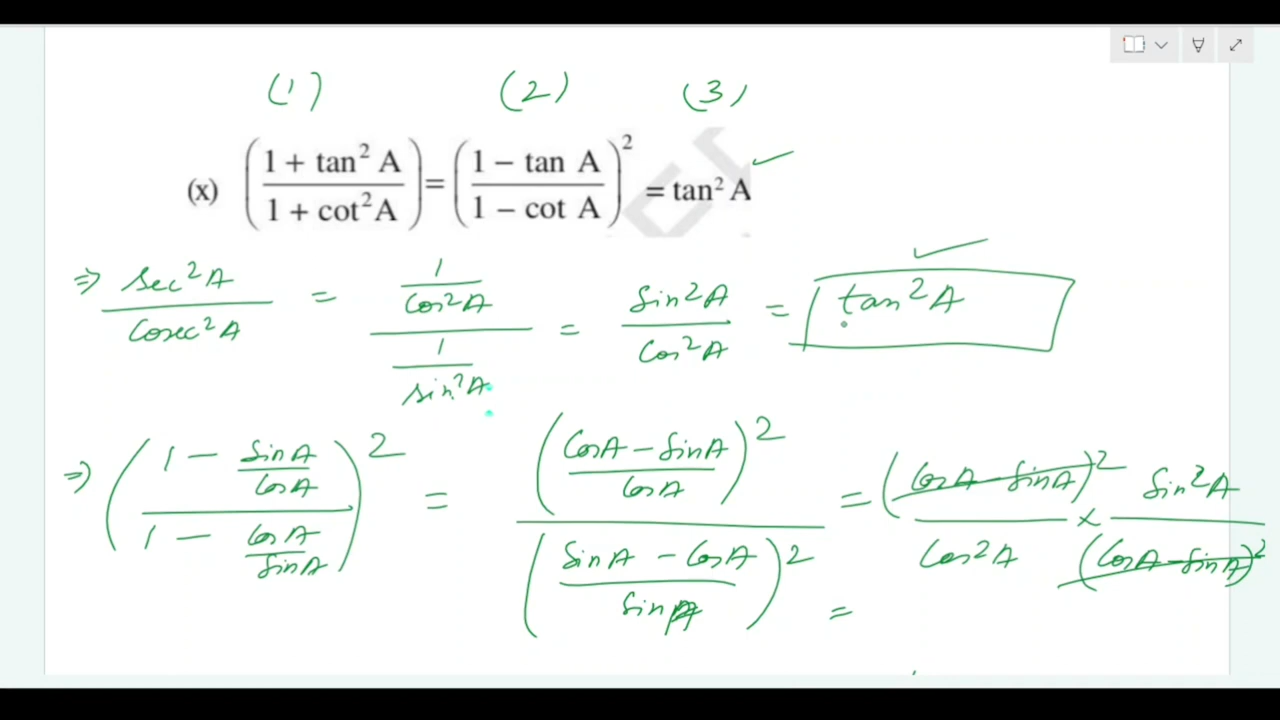 (1) (2) (3)
(x) ((1 + tan² A)/(1 + cot² A)) = ((1 − tan A)/(1 − cot A))² = tan² A
⇒ sec²A/cosec²A = (1/cos²A)/(1/sin²A) = sin²A/cos²A = tan²A
⇒ ((1 − sinA/cosA)/(1 − cosA/sinA))² = ((cosA − sinA)/cosA)²/((sinA − cosA)/sinA)² = (cosA − sinA)²/cos²A × sin²A/(cosA − sinA)²
=